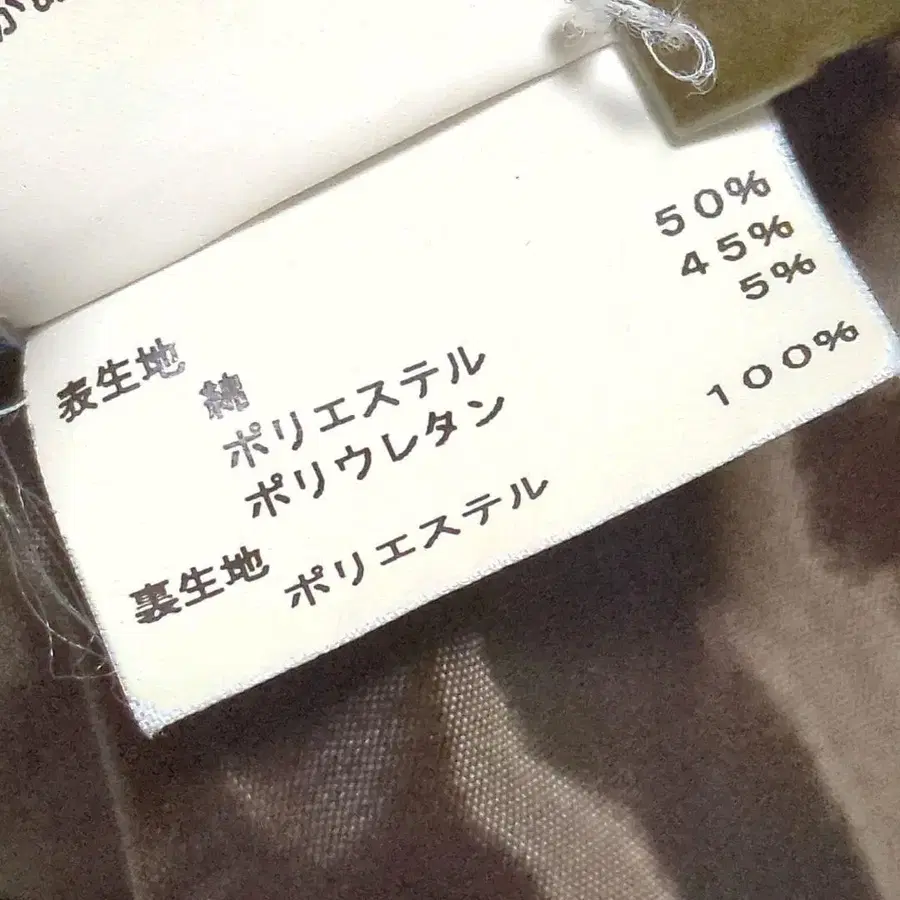 表生地
綿 50%
ポリエステル 45%
ポリウレタン 5%
裏生地
ポリエステル 100%